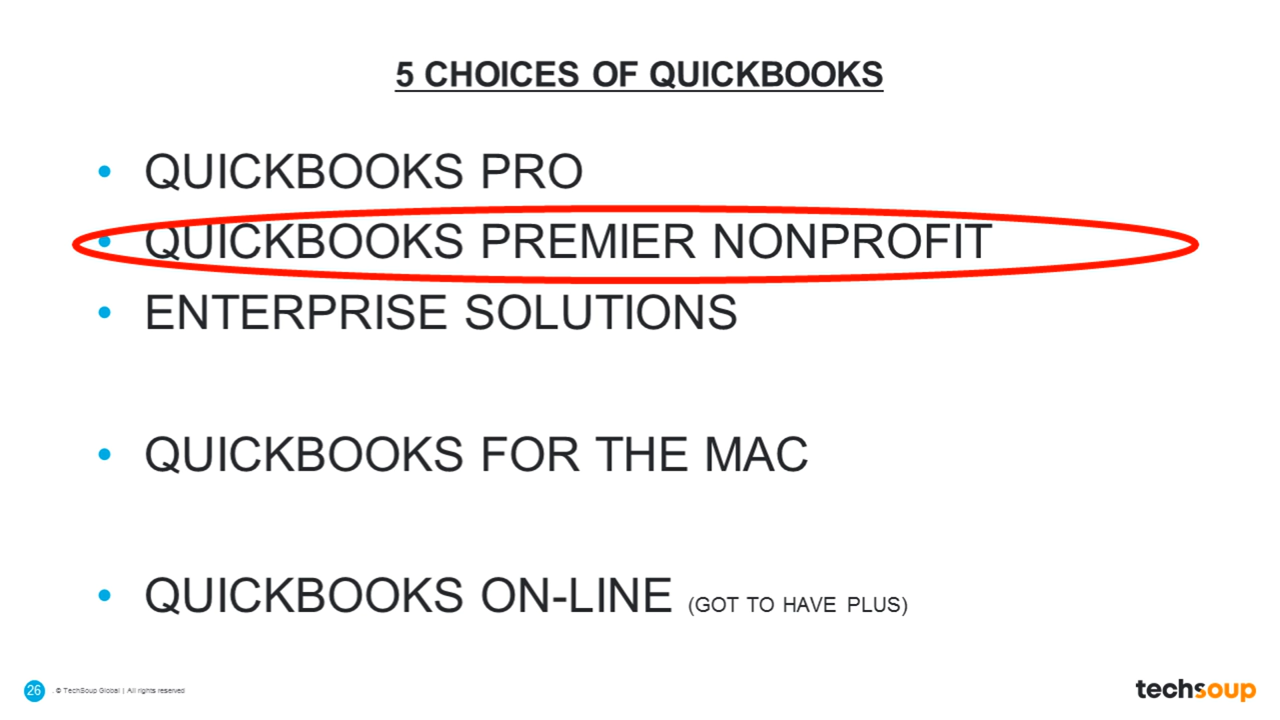 5 CHOICES OF QUICKBOOKS
• QUICKBOOKS PRO
• QUICKBOOKS PREMIER NONPROFIT
• ENTERPRISE SOLUTIONS
• QUICKBOOKS FOR THE MAC
• QUICKBOOKS ON-LINE (GOT TO HAVE PLUS)
26 . © TechSoup Global | All rights reserved
techsoup